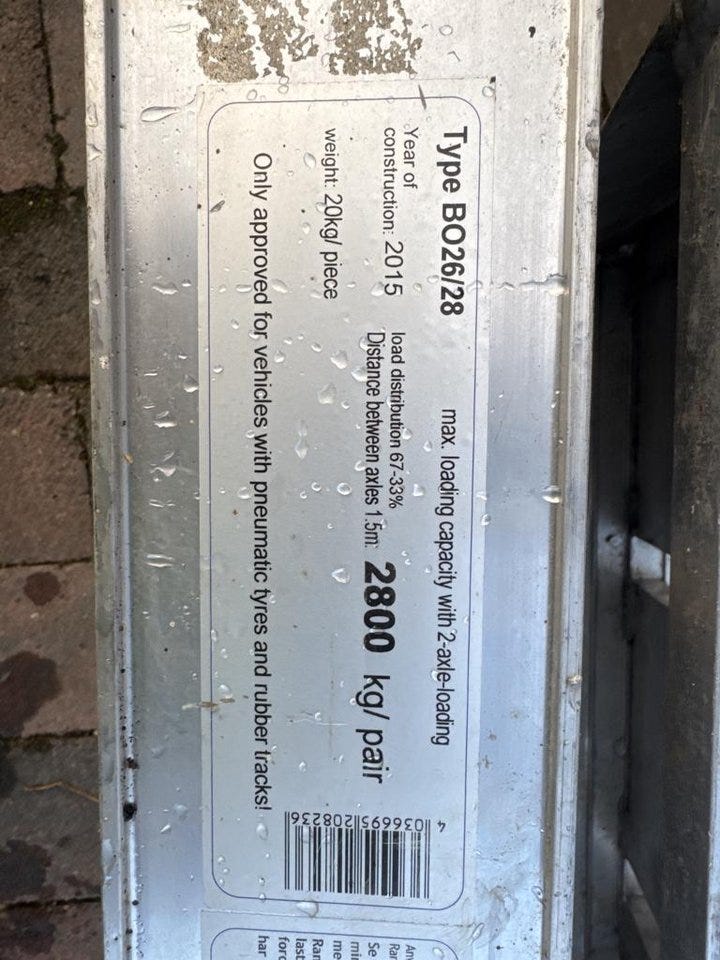 Type BO26/28
max. loading capacity with 2-axle-loading
Year of
construction: 2015
load distribution 67-33%
Distance between axles 1.5m: 2800 kg/ pair
weight: 20kg/ piece
Only approved for vehicles with pneumatic tyres and rubber tracks!
4 036695 208236